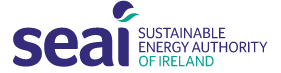 seai
SUSTAINABLE
ENERGY AUTHORITY
OF IRELAND